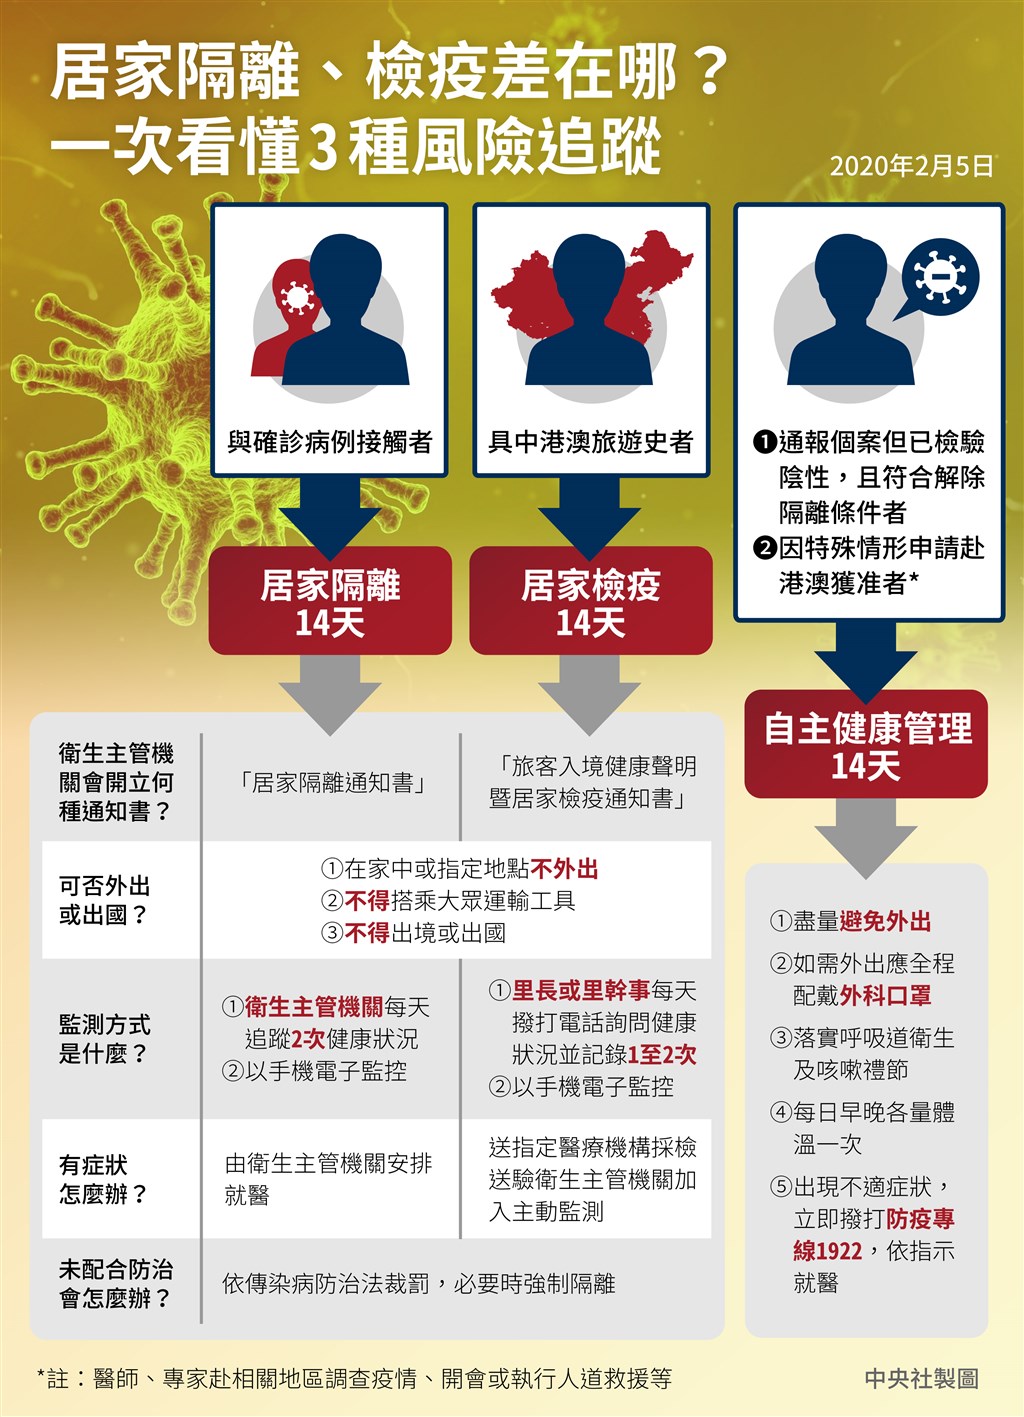 居家隔離、檢疫差在哪？
一次看懂3種風險追蹤
2020年2月5日
與確診病例接觸者
居家隔離
14天
具中港澳旅遊史者
居家檢疫
14天
❶通報個案但已檢驗
陰性，且符合解除
隔離條件者
❷因特殊情形申請赴
港澳獲准者*
自主健康管理
14天
衛生主管機
關會開立何
種通知書？
「居家隔離通知書」
「旅客入境健康聲明
暨居家檢疫通知書」
可否外出
或出國？
①在家中或指定地點不外出
②不得搭乘大眾運輸工具
③不得出境或出國
監測方式
是什麼？
①衛生主管機關每天
追蹤2次健康狀況
②以手機電子監控
①里長或里幹事每天
撥打電話詢問健康
狀況並記錄1至2次
②以手機電子監控
有症狀
怎麼辦？
由衛生主管機關安排
就醫
送指定醫療機構採檢
送驗衛生主管機關加
入主動監測
未配合防治
會怎麼辦？
依傳染病防治法裁罰，必要時強制隔離
①盡量避免外出
②如需外出應全程
配戴外科口罩
③落實呼吸道衛生
及咳嗽禮節
④每日早晚各量體
溫一次
⑤出現不適症狀，
立即撥打防疫專
線1922，依指示
就醫
*註：醫師、專家赴相關地區調查疫情、開會或執行人道救援等
中央社製圖